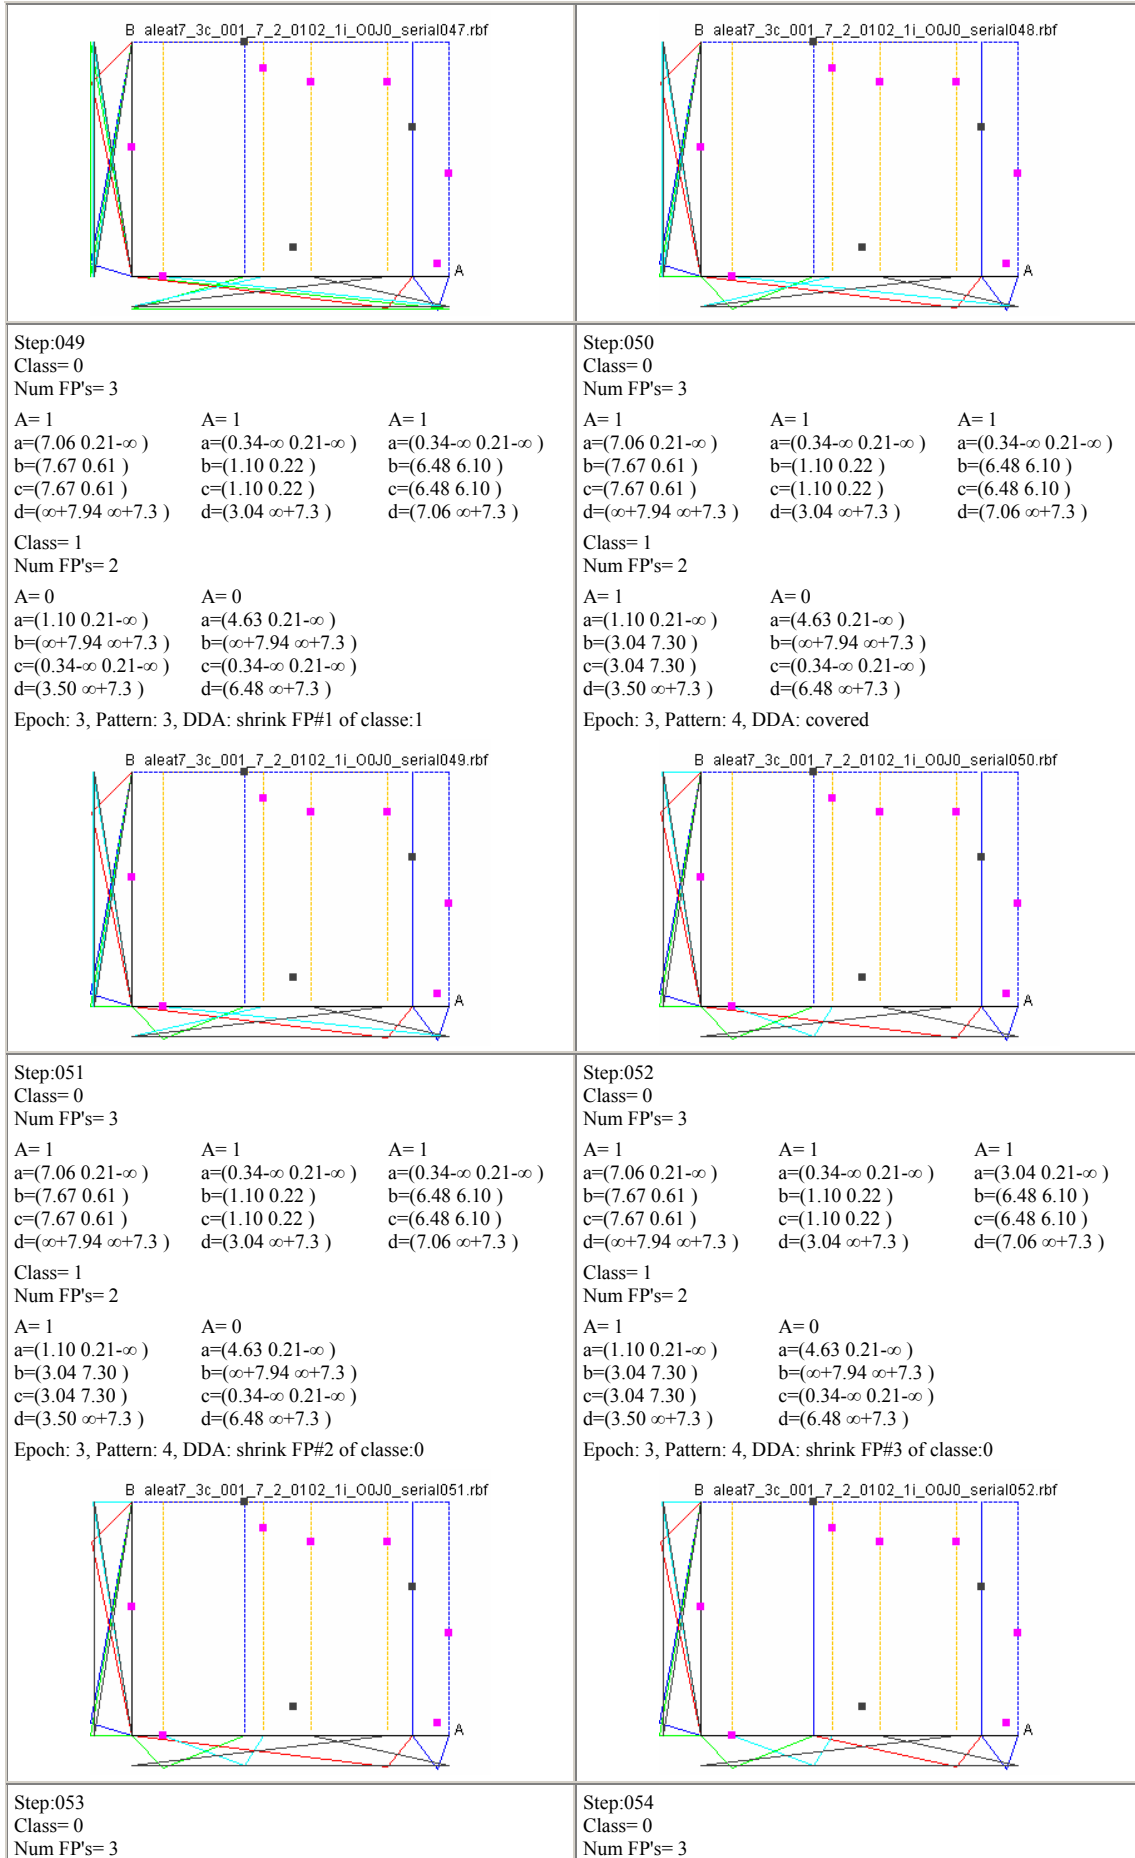 B aleat7_3c_001_7_2_0102_1i_O0J0_serial047.rbf
A
B aleat7_3c_001_7_2_0102_1i_O0J0_serial048.rbf
A
Step:049
Class= 0
Num FP's= 3
A= 1 A= 1 A= 1
a=(7.06 0.21-∞ ) a=(0.34-∞ 0.21-∞ ) a=(0.34-∞ 0.21-∞ )
b=(7.67 0.61 ) b=(1.10 0.22 ) b=(6.48 6.10 )
c=(7.67 0.61 ) c=(1.10 0.22 ) c=(6.48 6.10 )
d=(∞+7.94 ∞+7.3 ) d=(3.04 ∞+7.3 ) d=(7.06 ∞+7.3 )
Class= 1
Num FP's= 2
A= 0 A= 0
a=(1.10 0.21-∞ ) a=(4.63 0.21-∞ )
b=(∞+7.94 ∞+7.3 ) b=(∞+7.94 ∞+7.3 )
c=(0.34-∞ 0.21-∞ ) c=(0.34-∞ 0.21-∞ )
d=(3.50 ∞+7.3 ) d=(6.48 ∞+7.3 )
Epoch: 3, Pattern: 3, DDA: shrink FP#1 of classe:1
B aleat7_3c_001_7_2_0102_1i_O0J0_serial049.rbf
A
Step:050
Class= 0
Num FP's= 3
A= 1 A= 1 A= 1
a=(7.06 0.21-∞ ) a=(0.34-∞ 0.21-∞ ) a=(0.34-∞ 0.21-∞ )
b=(7.67 0.61 ) b=(1.10 0.22 ) b=(6.48 6.10 )
c=(7.67 0.61 ) c=(1.10 0.22 ) c=(6.48 6.10 )
d=(∞+7.94 ∞+7.3 ) d=(3.04 ∞+7.3 ) d=(7.06 ∞+7.3 )
Class= 1
Num FP's= 2
A= 1 A= 0
a=(1.10 0.21-∞ ) a=(4.63 0.21-∞ )
b=(3.04 7.30 ) b=(∞+7.94 ∞+7.3 )
c=(3.04 7.30 ) c=(0.34-∞ 0.21-∞ )
d=(3.50 ∞+7.3 ) d=(6.48 ∞+7.3 )
Epoch: 3, Pattern: 4, DDA: covered
B aleat7_3c_001_7_2_0102_1i_O0J0_serial050.rbf
A
Step:051
Class= 0
Num FP's= 3
A= 1 A= 1 A= 1
a=(7.06 0.21-∞ ) a=(0.34-∞ 0.21-∞ ) a=(0.34-∞ 0.21-∞ )
b=(7.67 0.61 ) b=(1.10 0.22 ) b=(6.48 6.10 )
c=(7.67 0.61 ) c=(1.10 0.22 ) c=(6.48 6.10 )
d=(∞+7.94 ∞+7.3 ) d=(3.04 ∞+7.3 ) d=(7.06 ∞+7.3 )
Class= 1
Num FP's= 2
A= 1 A= 0
a=(1.10 0.21-∞ ) a=(4.63 0.21-∞ )
b=(3.04 7.30 ) b=(∞+7.94 ∞+7.3 )
c=(3.04 7.30 ) c=(0.34-∞ 0.21-∞ )
d=(3.50 ∞+7.3 ) d=(6.48 ∞+7.3 )
Epoch: 3, Pattern: 4, DDA: shrink FP#2 of classe:0
B aleat7_3c_001_7_2_0102_1i_O0J0_serial051.rbf
A
Step:052
Class= 0
Num FP's= 3
A= 1 A= 1 A= 1
a=(7.06 0.21-∞ ) a=(0.34-∞ 0.21-∞ ) a=(3.04 0.21-∞ )
b=(7.67 0.61 ) b=(1.10 0.22 ) b=(6.48 6.10 )
c=(7.67 0.61 ) c=(1.10 0.22 ) c=(6.48 6.10 )
d=(∞+7.94 ∞+7.3 ) d=(3.04 ∞+7.3 ) d=(7.06 ∞+7.3 )
Class= 1
Num FP's= 2
A= 1 A= 0
a=(1.10 0.21-∞ ) a=(4.63 0.21-∞ )
b=(3.04 7.30 ) b=(∞+7.94 ∞+7.3 )
c=(3.04 7.30 ) c=(0.34-∞ 0.21-∞ )
d=(3.50 ∞+7.3 ) d=(6.48 ∞+7.3 )
Epoch: 3, Pattern: 4, DDA: shrink FP#3 of classe:0
B aleat7_3c_001_7_2_0102_1i_O0J0_serial052.rbf
A
Step:053
Class= 0
Num FP's= 3
Step:054
Class= 0
Num FP's= 3